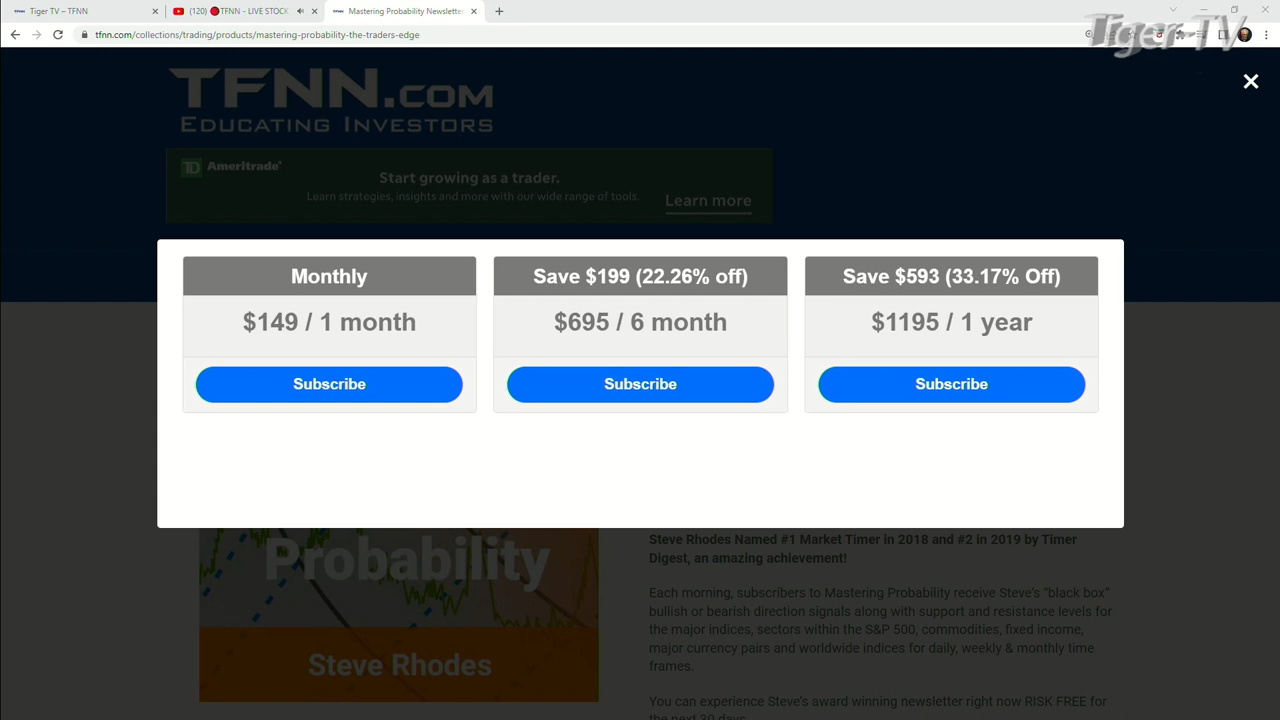 Tiger TV – TFNN
(120) TFNN - LIVE STOCK
Mastering Probability Newsletter
tfnn.com/collections/trading/products/mastering-probability-the-traders-edge
Tiger TV
TFNN.com
Educating Investors
TD Ameritrade
Start growing as a trader.
Learn strategies, insights and more with our wide range of tools.
Learn more
Monthly
$149 / 1 month
Subscribe
Save $199 (22.26% off)
$695 / 6 month
Subscribe
Save $593 (33.17% Off)
$1195 / 1 year
Subscribe
Probability
Steve Rhodes
Steve Rhodes Named #1 Market Timer in 2018 and #2 in 2019 by Timer
Digest, an amazing achievement!
Each morning, subscribers to Mastering Probability receive Steve's "black box"
bullish or bearish direction signals along with support and resistance levels for
the major indices, sectors within the S&P 500, commodities, fixed income,
major currency pairs and worldwide indices for daily, weekly & monthly time
frames.
You can experience Steve's award winning newsletter right now RISK FREE for
the next 30 days